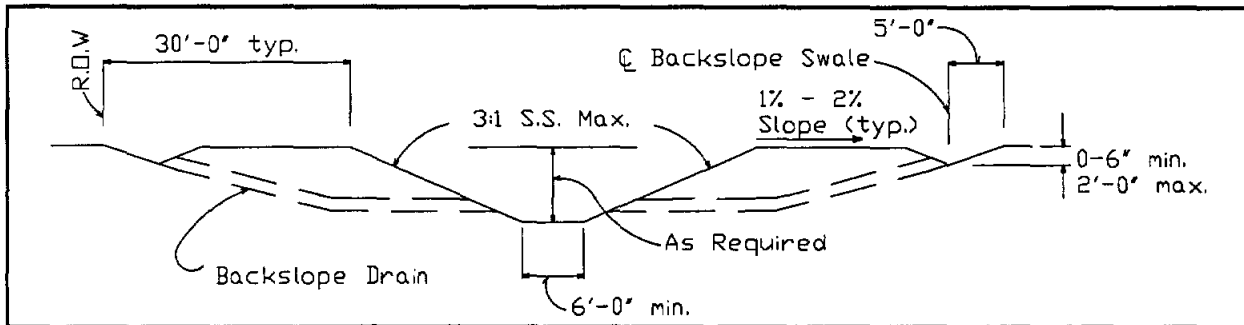 R.O.W
30'-0" typ.
5'-0"
℄ Backslope Swale
1% - 2%
Slope (typ.)
3:1 S.S. Max.
0-6" min.
2'-0" max.
As Required
Backslope Drain
6'-0" min.